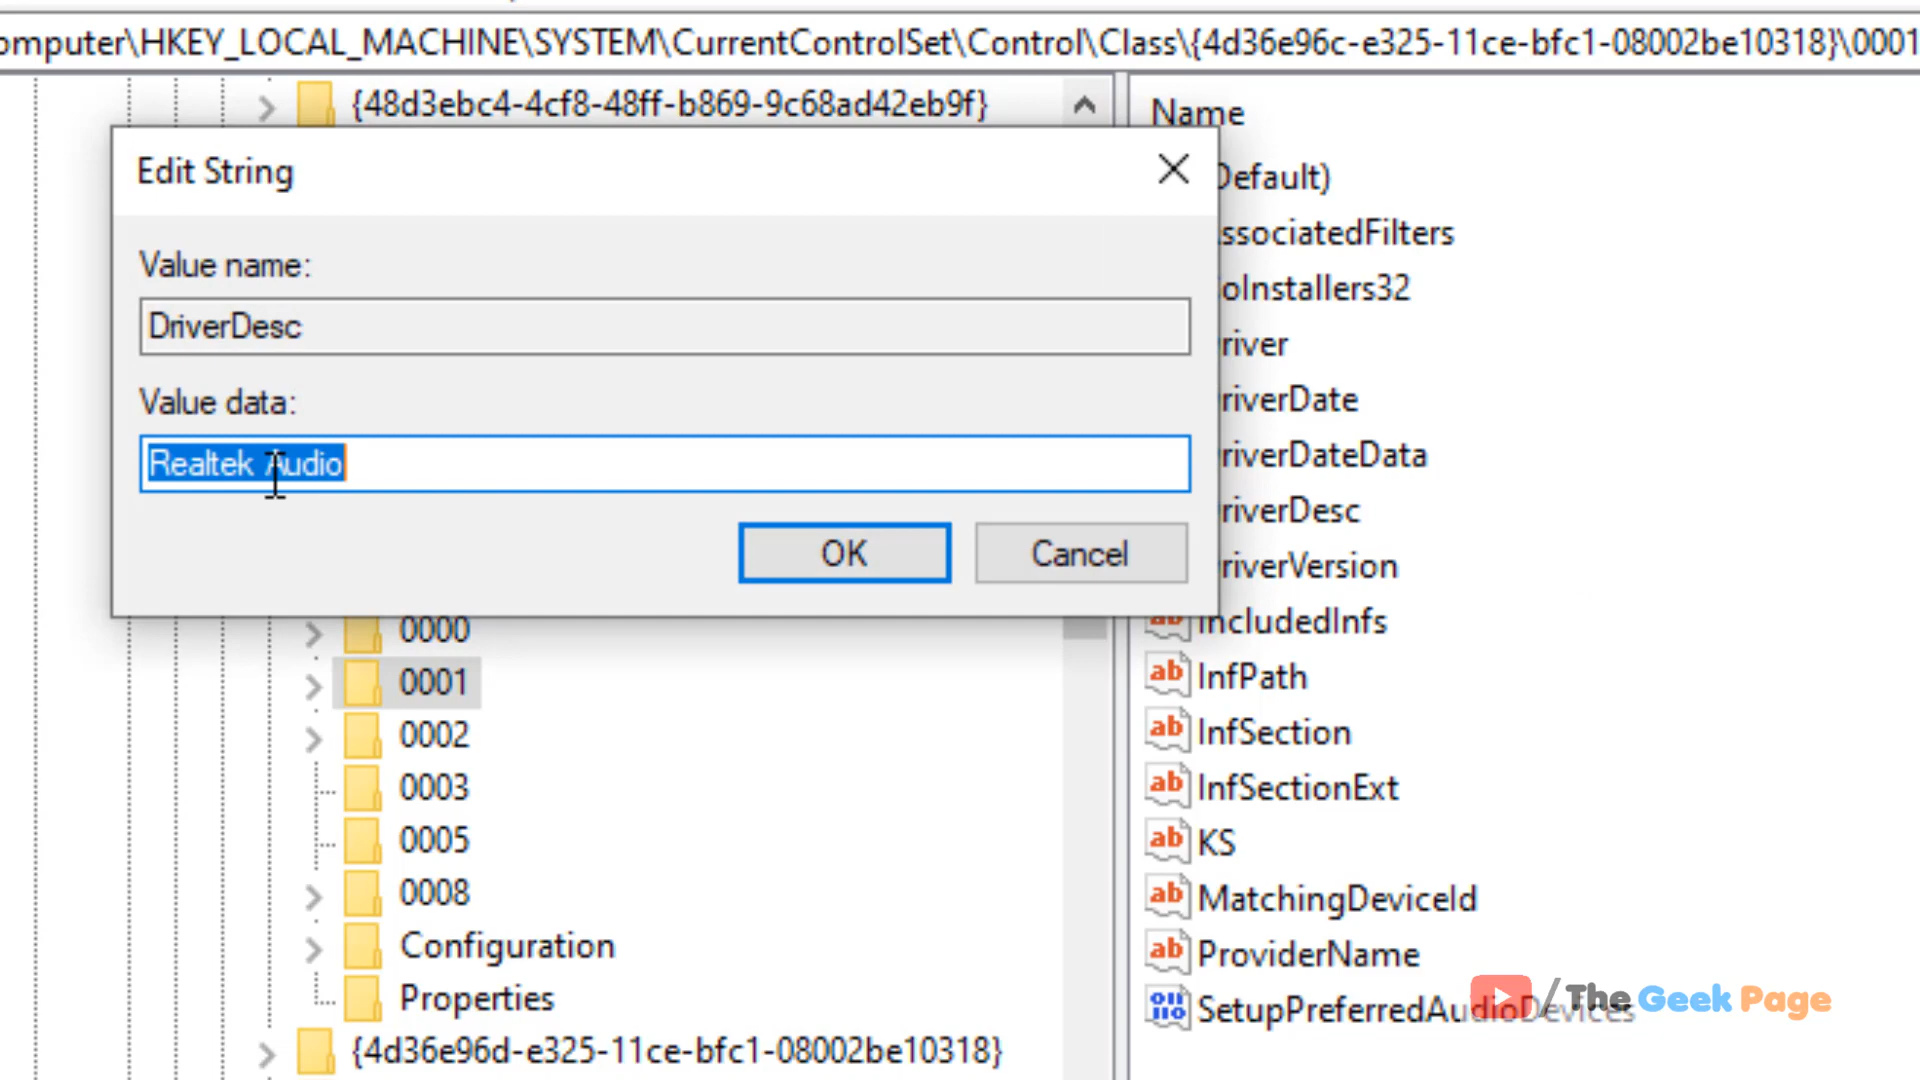 omputer\HKEY_LOCAL_MACHINE\SYSTEM\CurrentControlSet\Control\Class\{4d36e96c-e325-11ce-bfc1-08002be10318}\0001
{48d3ebc4-4cf8-48ff-b869-9c68ad42eb9f}
Edit String
Value name:
DriverDesc
Value data:
Realtek Audio
OK
Cancel
0000
0001
0002
0003
0005
0008
Configuration
Properties
{4d36e96d-e325-11ce-bfc1-08002be10318}
Name
Default)
ssociatedFilters
oInstallers32
river
riverDate
riverDateData
riverDesc
riverVersion
IncludedInfs
InfPath
InfSection
InfSectionExt
KS
MatchingDeviceId
ProviderName
SetupPreferredAudioDevices
/The Geek Page